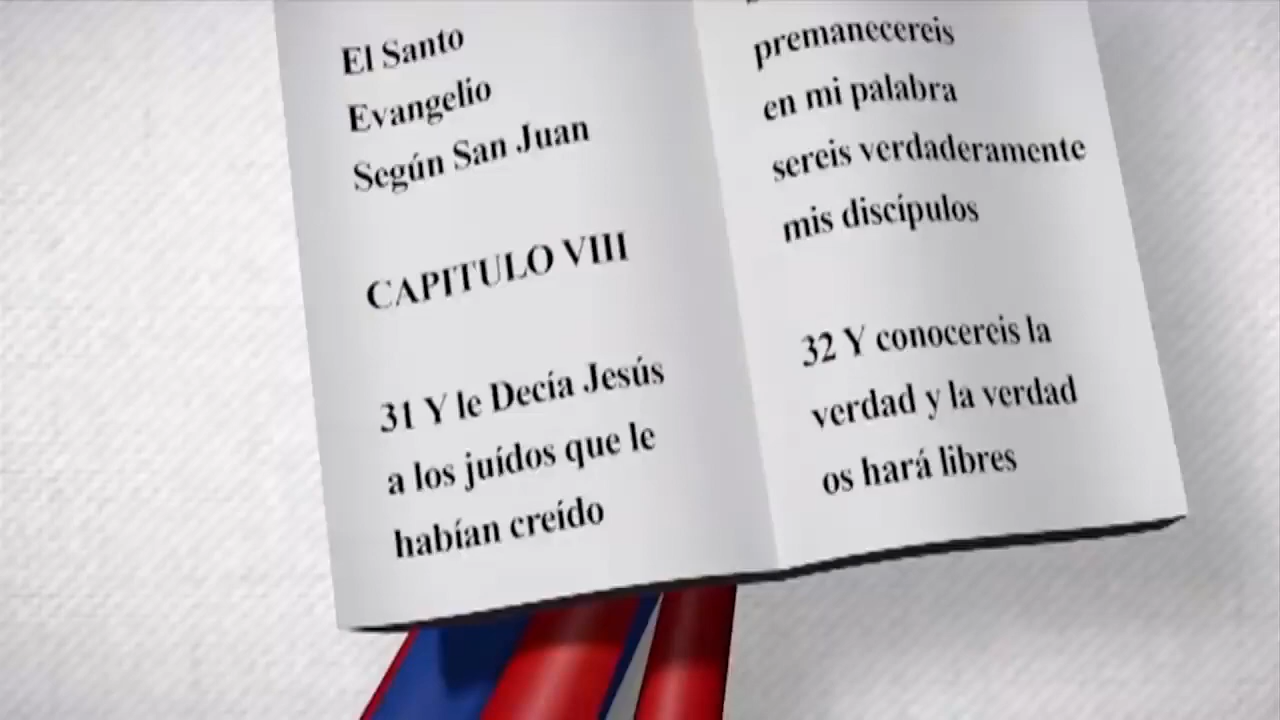 El Santo
Evangelio
Según San Juan
CAPITULO VIII
31 Y le Decía Jesús
a los juídos que le
habían creído
premanecereis
en mi palabra
sereis verdaderamente
mis discípulos
32 Y conocereis la
verdad y la verdad
os hará libres